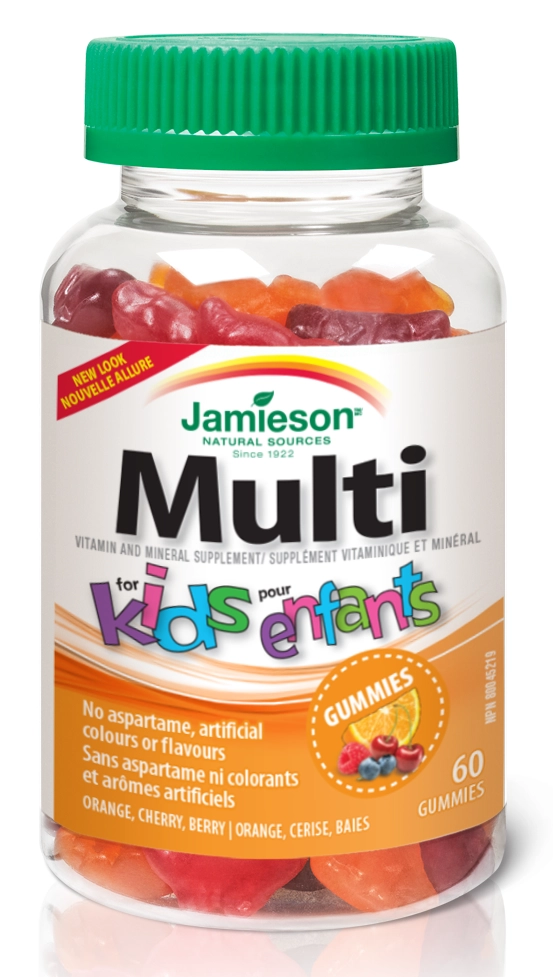 NEW LOOK
NOUVELLE ALLURE
Jamieson
NATURAL SOURCES
Since 1922
Multi
VITAMIN AND MINERAL SUPPLEMENT/ SUPPLÉMENT VITAMINIQUE ET MINÉRAL
for kids pour enfants
GUMMIES
No aspartame, artificial
colours or flavours
Sans aspartame ni colorants
et arômes artificiels
ORANGE, CHERRY, BERRY | ORANGE, CERISE, BAIES
60
GUMMIES
NPN 80045219